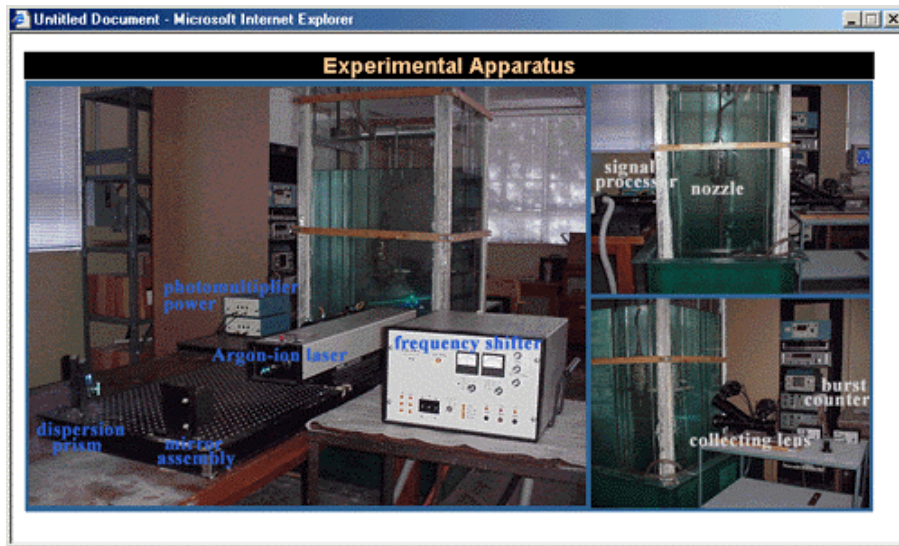 Untitled Document - Microsoft Internet Explorer
Experimental Apparatus
photomultiplier
power
Argon-ion laser
frequency shifter
dispersion
prism
mirror
assembly
signal
processor
nozzle
burst
counter
collecting lens